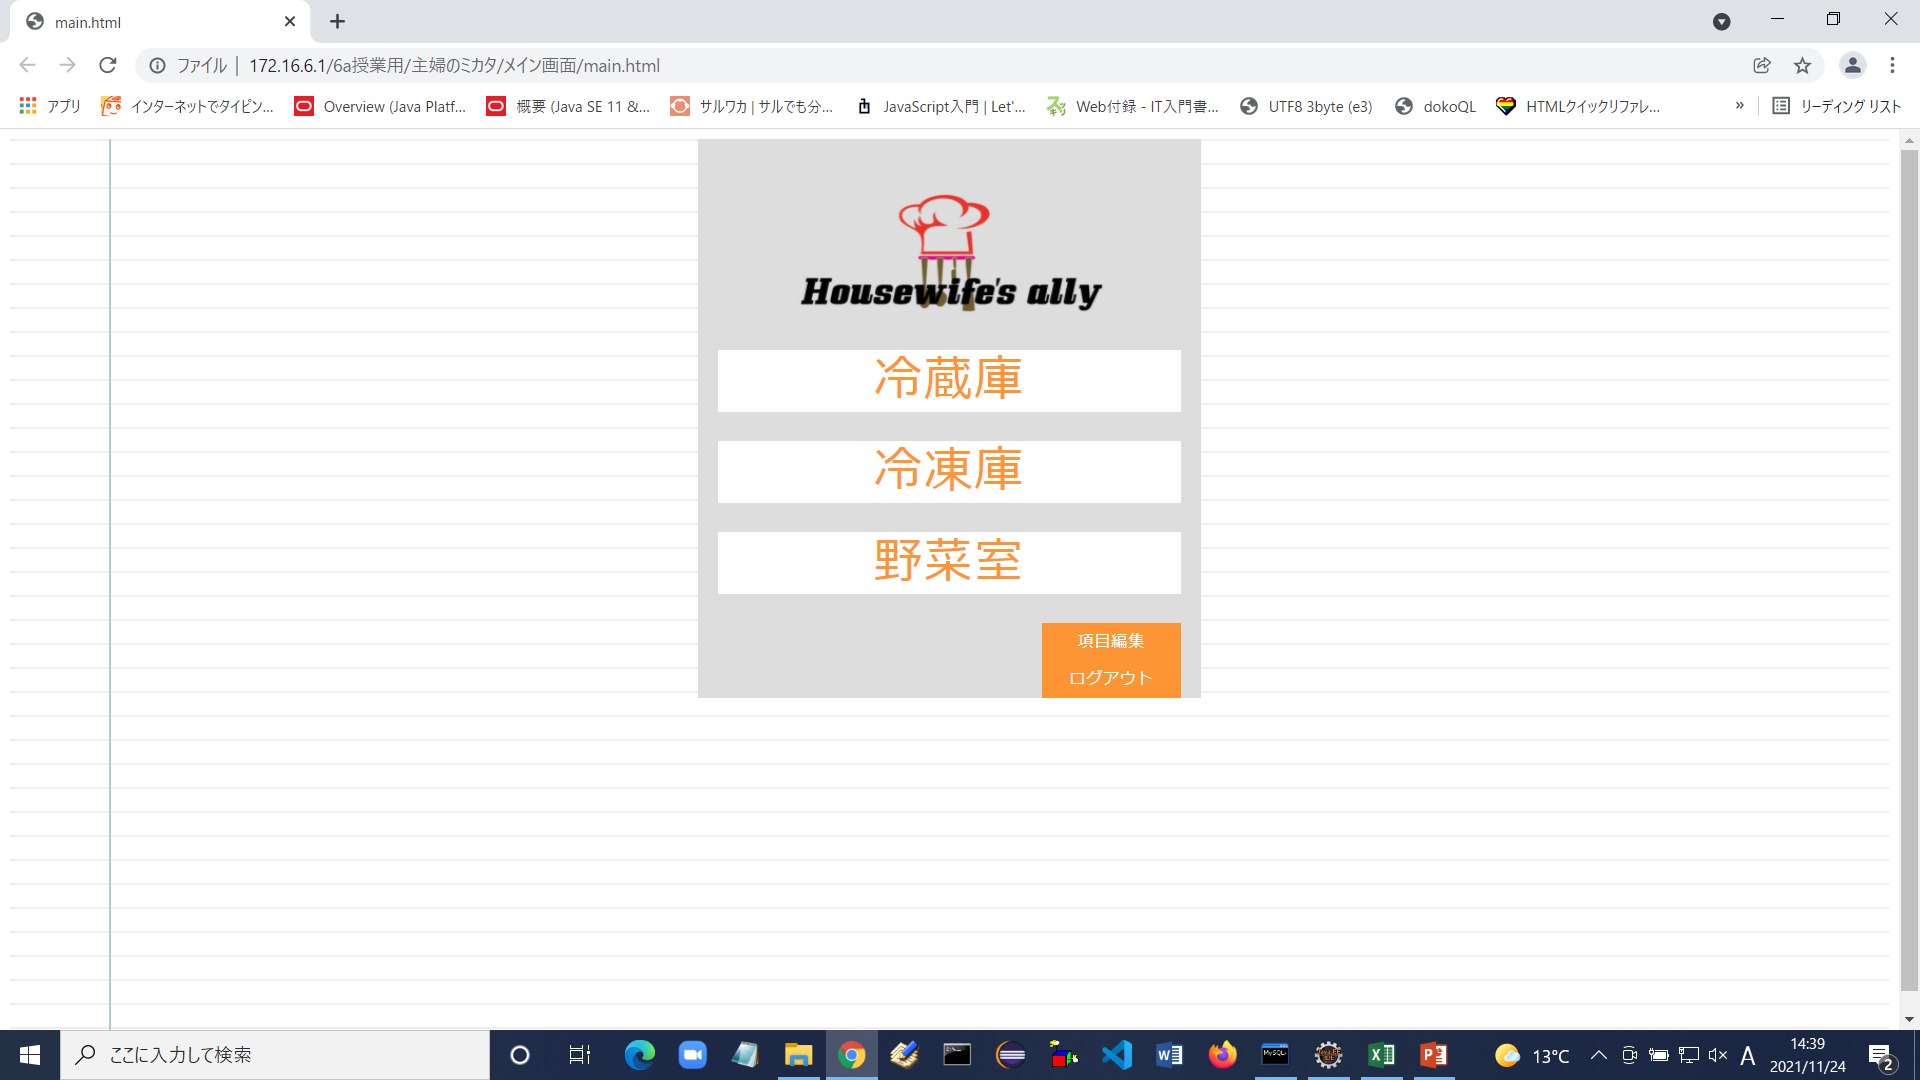 main.html
ファイル | 172.16.6.1/6a授業用/主婦のミカタ/メイン画面/main.html
アプリ インターネットでタイピン... Overview (Java Platf... 概要 (Java SE 11 &... サルワカ | サルでも分... JavaScript入門 | Let'... Web付録 - IT入門書... UTF8 3byte (e3) dokoQL HTMLクイックリファレ... » リーディング リスト
Housewife's ally
冷蔵庫
冷凍庫
野菜室
項目編集
ログアウト
ここに入力して検索
13°C
A
14:39
2021/11/24
2